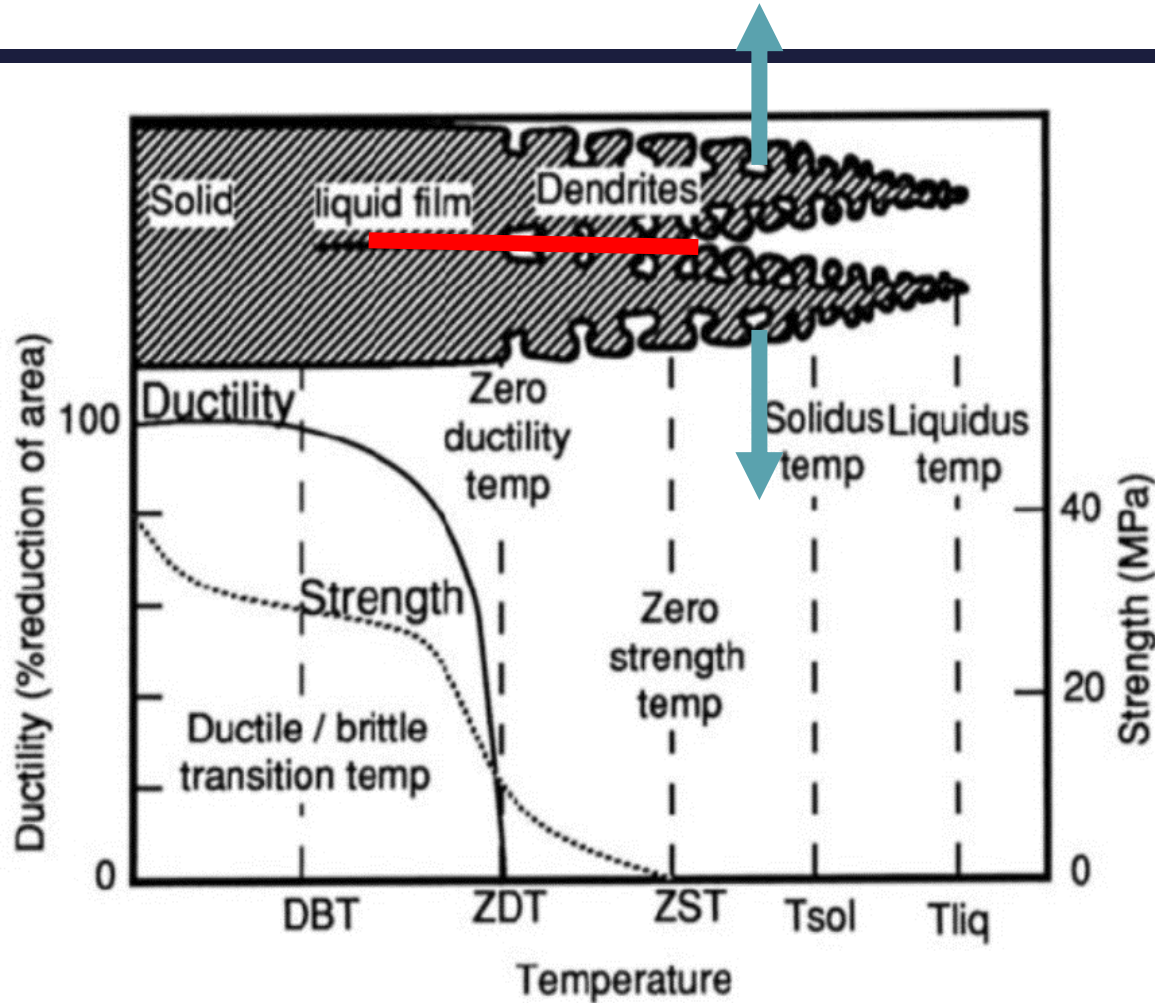 Solid
liquid film
Dendrites
Ductility (%reduction of area)
100
0
Ductility
Strength
Ductile / brittle
transition temp
Zero
ductility
temp
Zero
strength
temp
Solidus
temp
Liquidus
temp
40
20
0
Strength (MPa)
DBT
ZDT
ZST
Tsol
Tliq
Temperature